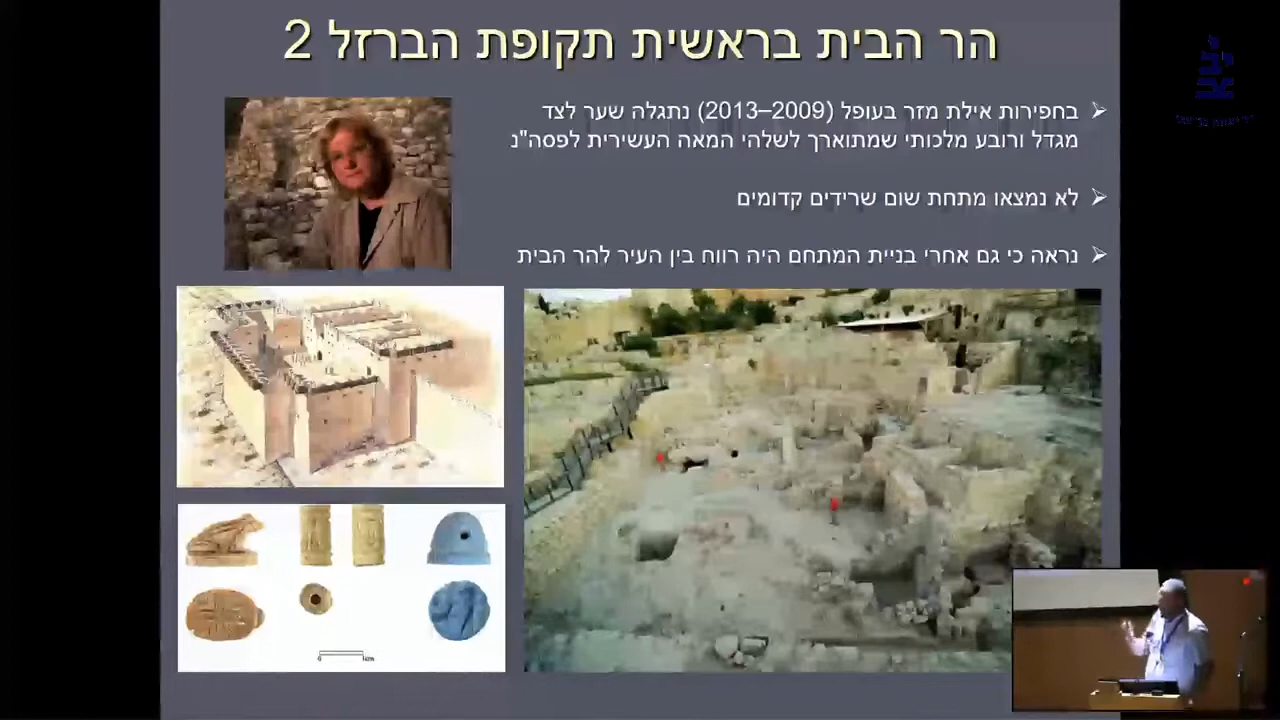 הר הבית בראשית תקופת הברזל 2
בחפירות אילת מזר בעופל (2009–2013) נתגלה שער לצד
מגדל ורובע מלכותי שמתוארך לשלהי המאה העשירית לפסה"נ
לא נמצאו מתחת שום שרידים קדומים
נראה כי גם אחרי בניית המתחם היה רווח בין העיר להר הבית
0 1cm